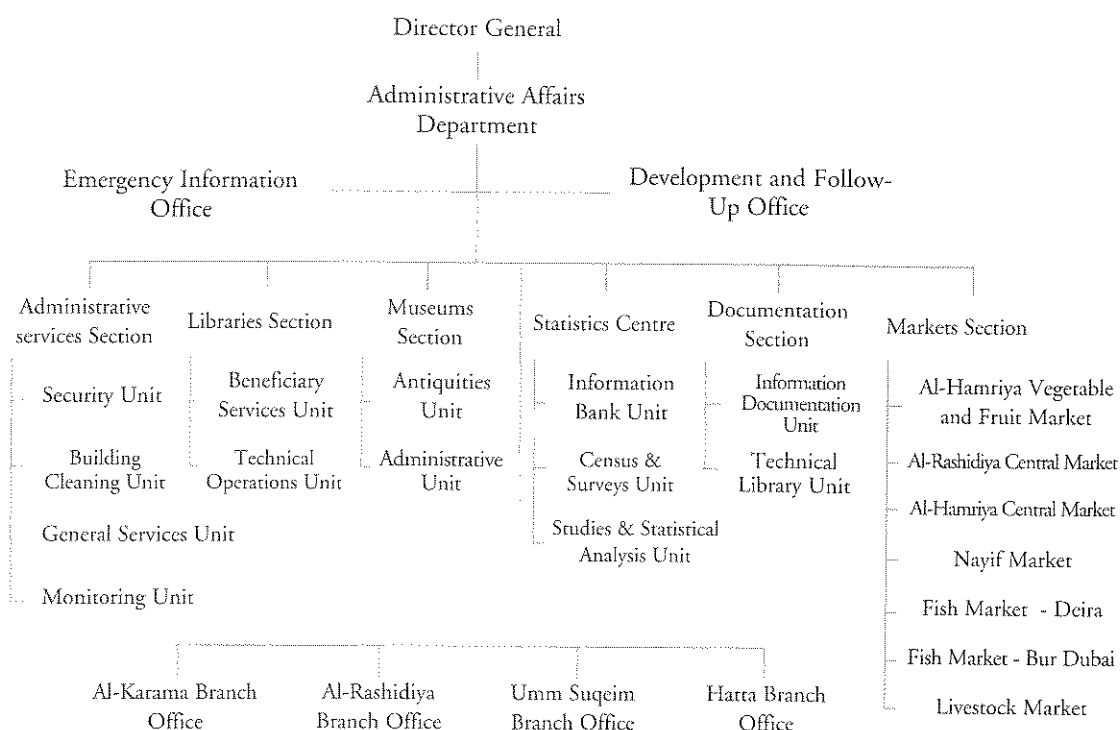 Director General
Administrative Affairs
Department
Emergency Information
Office
Development and Follow-
Up Office
Administrative
services Section
Libraries Section
Museums
Section
Statistics Centre
Documentation
Section
Markets Section
Security Unit
Building
Cleaning Unit
General Services Unit
Monitoring Unit
Beneficiary
Services Unit
Technical
Operations Unit
Antiquities
Unit
Administrative
Unit
Information
Bank Unit
Census &
Surveys Unit
Studies & Statistical
Analysis Unit
Information
Documentation
Unit
Technical
Library Unit
Al-Hamriya Vegetable
and Fruit Market
Al-Rashidiya Central Market
Al-Hamriya Central Market
Nayif Market
Fish Market - Deira
Fish Market - Bur Dubai
Livestock Market
Al-Karama Branch
Office
Al-Rashidiya
Branch Office
Umm Suqeim
Branch Office
Hatta Branch
Office